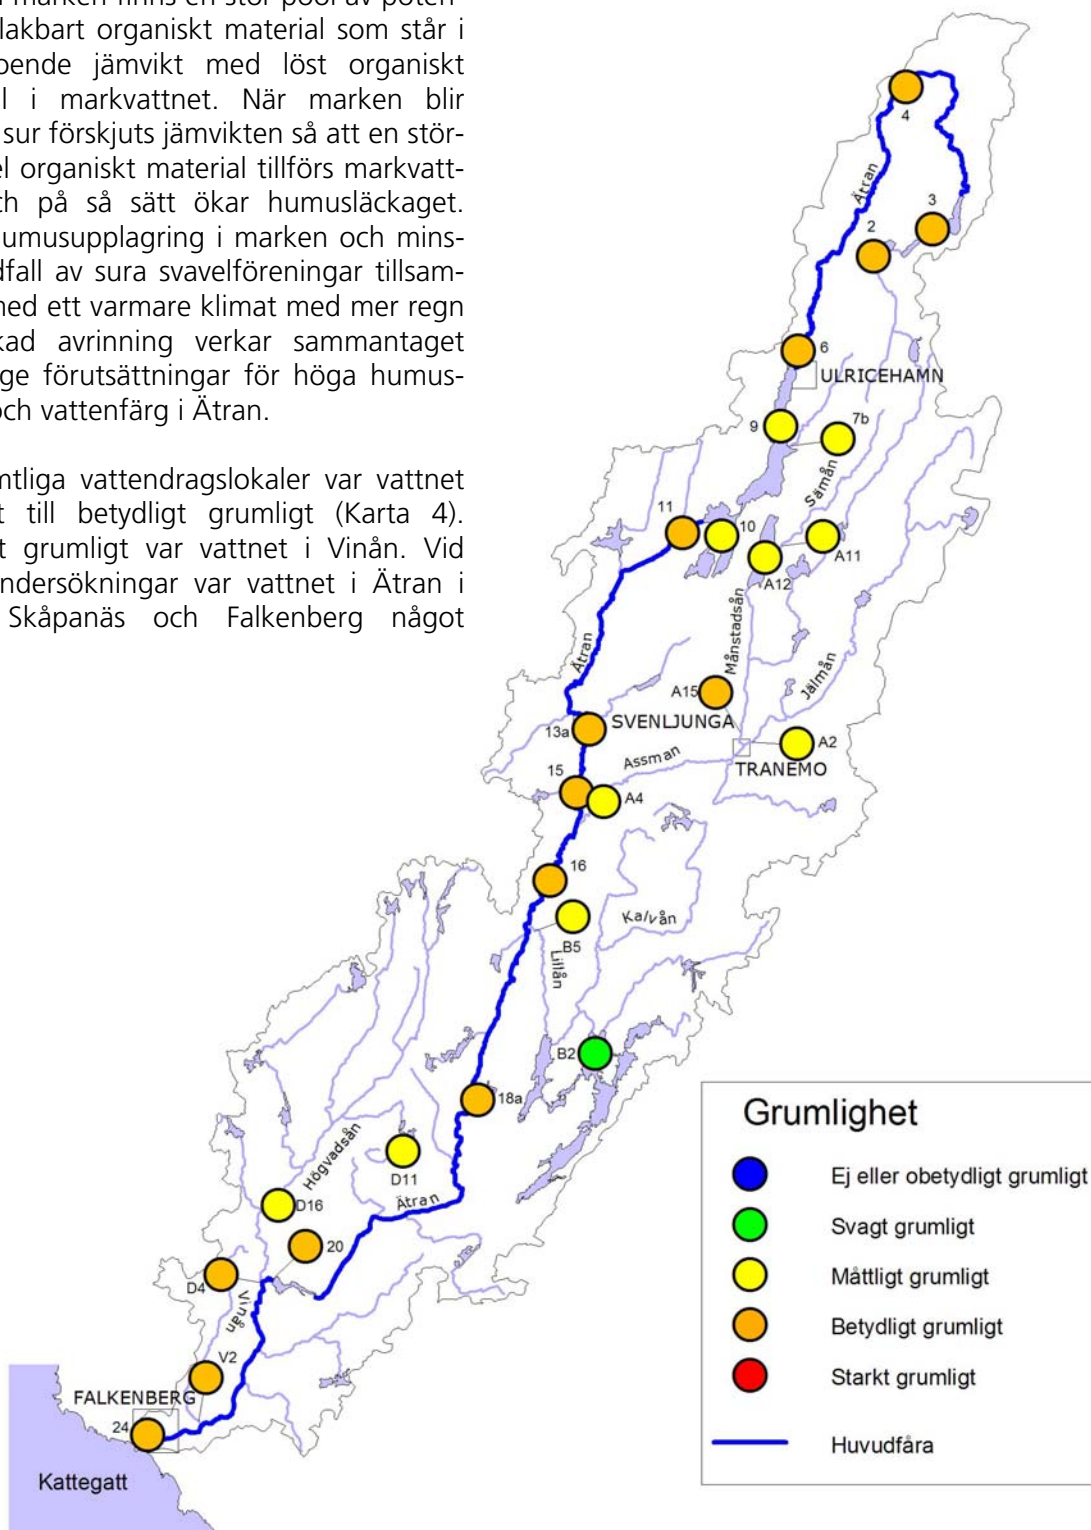 marken finns en stor pool av poten-
lakbart organiskt material som står i
oende jämvikt med löst organiskt
l i markvattnet. När marken blir
sur förskjuts jämvikten så att en stör-
el organiskt material tillförs markvatt-
ch på så sätt ökar humusläckaget.
umusupplagring i marken och mins-
dfall av sura svavelföreningar tillsam-
med ett varmare klimat med mer regn
kad avrinning verkar sammantaget
ge förutsättningar för höga humus-
och vattenfärg i Ätran.
mtliga vattendragslokaler var vattnet
t till betydligt grumligt (Karta 4).
t grumligt var vattnet i Vinån. Vid
ndersökningar var vattnet i Ätran i
Skåpanäs och Falkenberg något
4
Ätran
3
2
6
ULRICEHAMN
9
7b
Sämån
11
10
A11
A12
Månstadsån
Ätran
Jälmån
A15
SVENLJUNGA
13a
A2
TRANEMO
Assman
15
A4
16
Kalvån
B5
Lillån
B2
18a
Högvadsån
D11
Ätran
D16
20
D4
Vinån
V2
FALKENBERG
24
Kattegatt
Grumlighet
Ej eller obetydligt grumligt
Svagt grumligt
Måttligt grumligt
Betydligt grumligt
Starkt grumligt
Huvudfåra